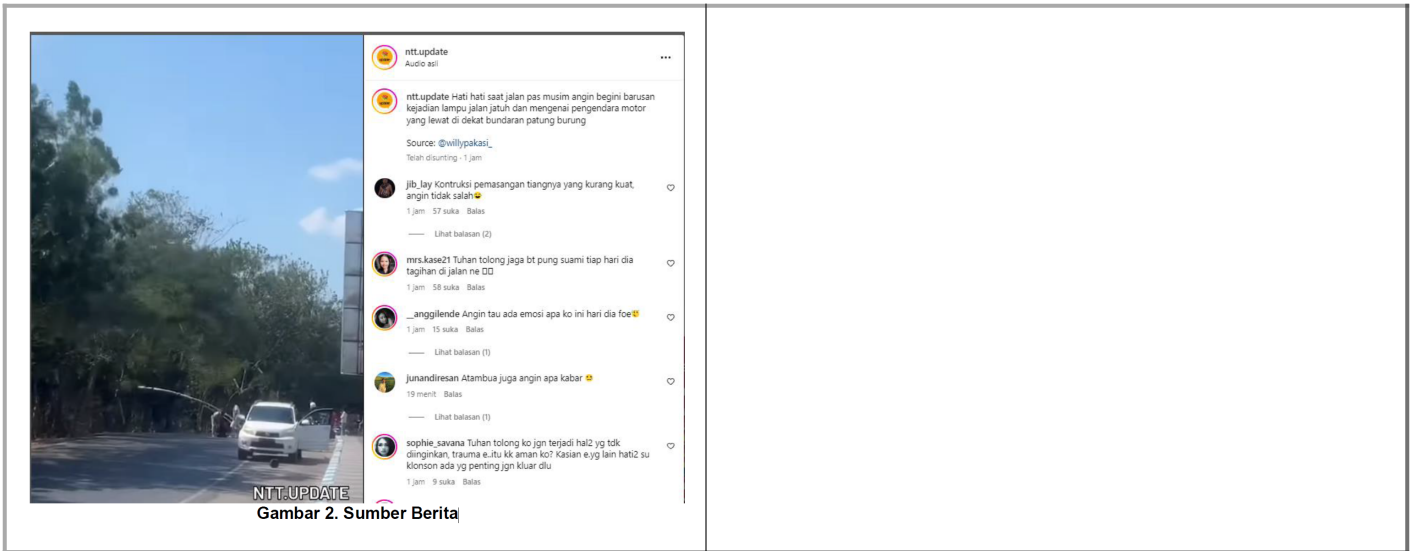 ntt.update
Audio asli
ntt.update Hati hati saat jalan pas musim angin begini barusan
kejadian lampu jalan jatuh dan mengenai pengendara motor
yang lewat di dekat bundaran patung burung
Source: @willypakasi_
Telah disunting · 1 jam
jib_lay Kontruksi pemasangan tiangnya yang kurang kuat,
angin tidak salah😄
1 jam 57 suka Balas
Lihat balasan (2)
mrs.kase21 Tuhan tolong jaga bt pung suami tiap hari dia
tagihan di jalan ne
1 jam 58 suka Balas
__anggilende Angin tau ada emosi apa ko ini hari dia foe
1 jam 15 suka Balas
Lihat balasan (1)
junandiresan Atambua juga angin apa kabar
19 menit Balas
Lihat balasan (1)
sophie_savana Tuhan tolong ko jgn terjadi hal2 yg tdk
diinginkan, trauma e..itu kk aman ko? Kasian e.yg lain hati2 su
klonson ada yg penting jgn kluar dlu
1 jam 9 suka Balas
NTT.UPDATE
Gambar 2. Sumber Berita